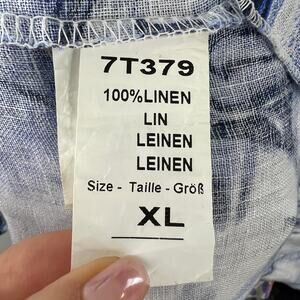 7T379
100%LINEN
LIN
LEINEN
LEINEN
Size - Taille - Größ
XL